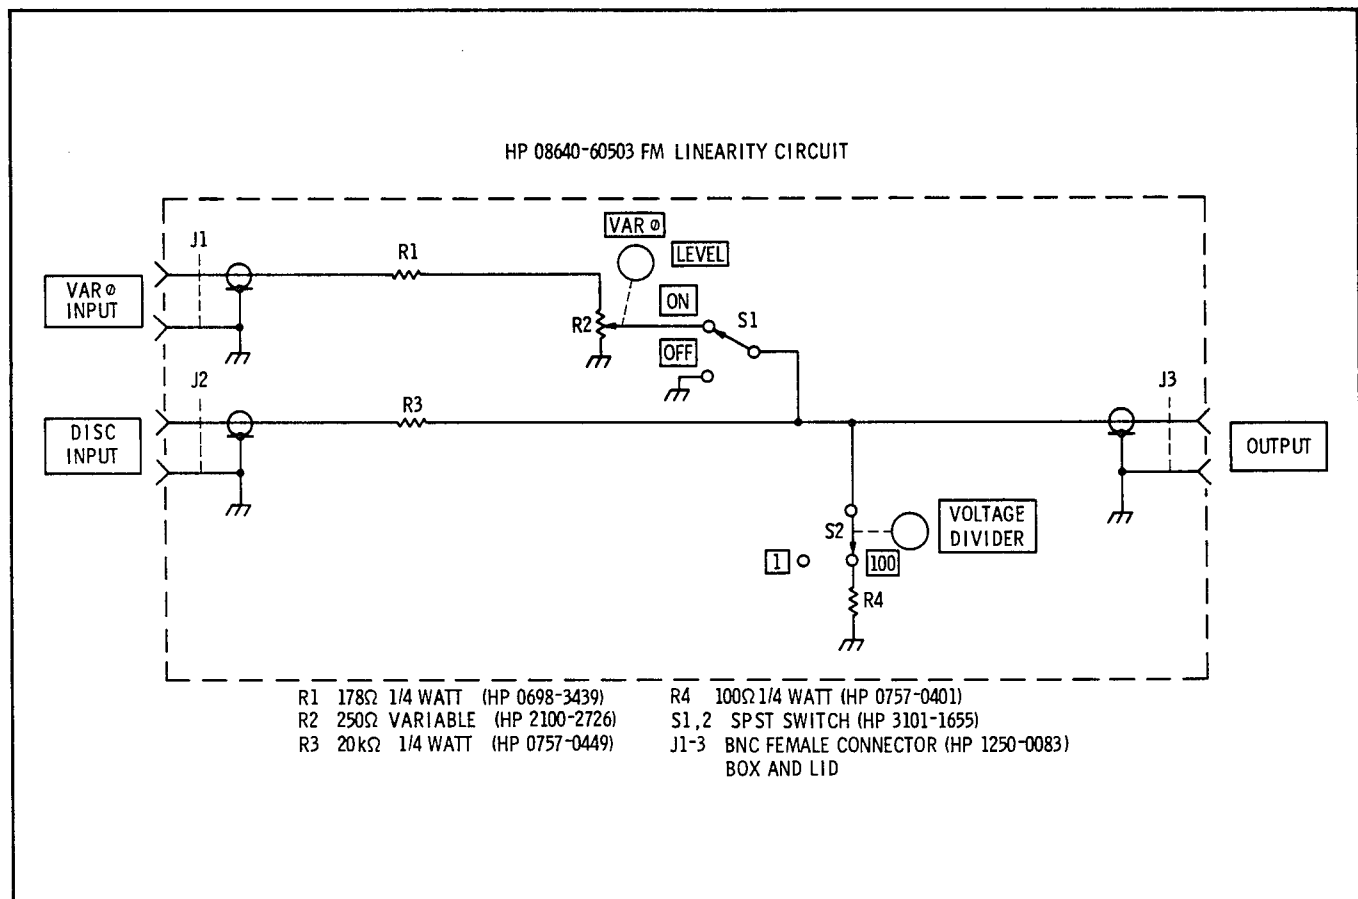 HP 08640-60503 FM LINEARITY CIRCUIT
VAR Ø
LEVEL
J1
R1
VAR Ø
INPUT
ON
S1
R2
OFF
J2
J3
R3
DISC
INPUT
OUTPUT
VOLTAGE
DIVIDER
S2
1
100
R4
R1 178Ω 1/4 WATT (HP 0698-3439)
R2 250Ω VARIABLE (HP 2100-2726)
R3 20kΩ 1/4 WATT (HP 0757-0449)
R4 100Ω 1/4 WATT (HP 0757-0401)
S1,2 SPST SWITCH (HP 3101-1655)
J1-3 BNC FEMALE CONNECTOR (HP 1250-0083)
BOX AND LID